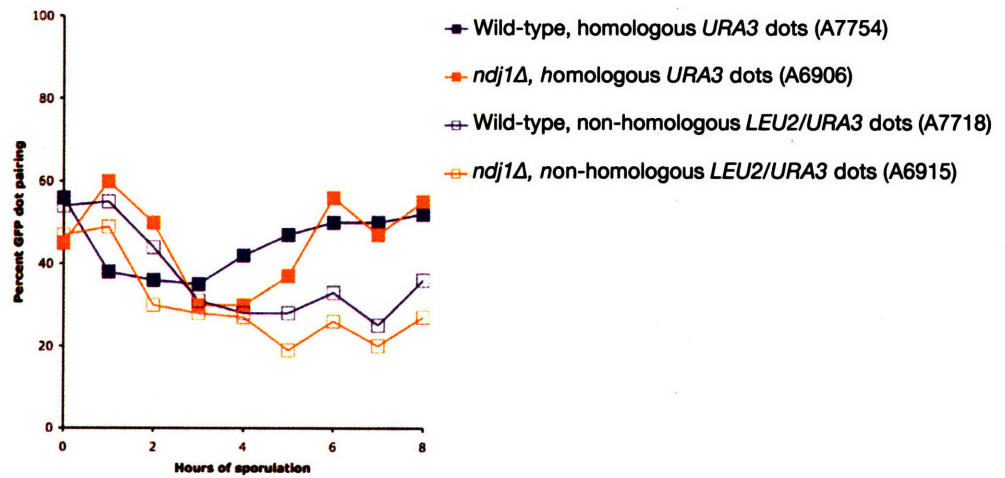 100
80
60
40
20
0
Percent GFP dot pairing
0 2 4 6 8
Hours of sporulation
Wild-type, homologous URA3 dots (A7754)
ndj1Δ, homologous URA3 dots (A6906)
Wild-type, non-homologous LEU2/URA3 dots (A7718)
ndj1Δ, non-homologous LEU2/URA3 dots (A6915)